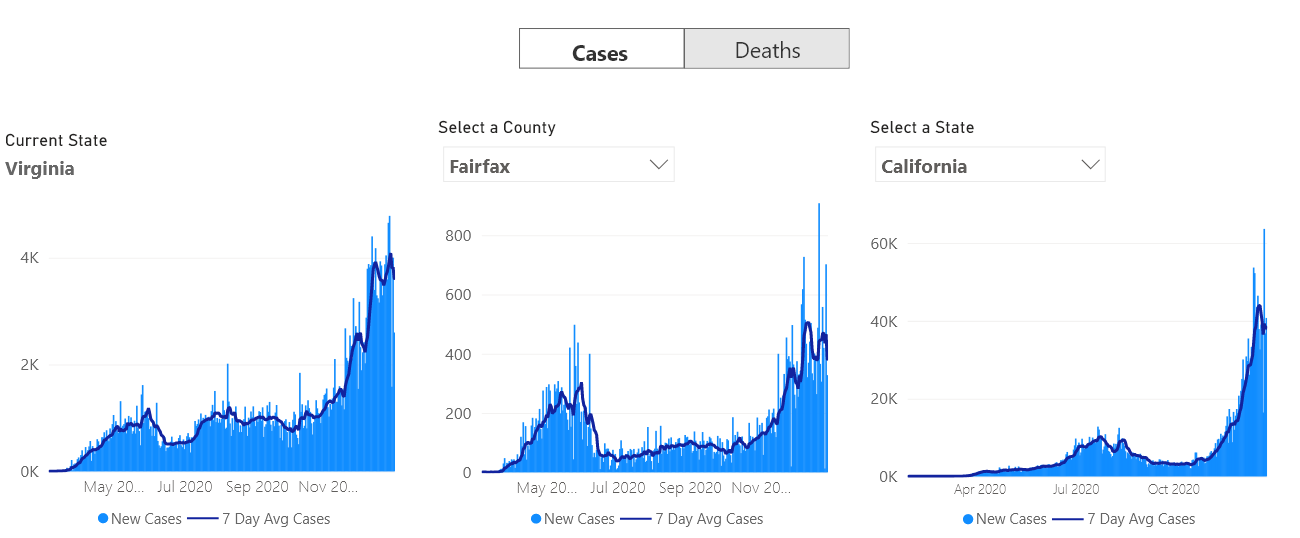 Cases
Deaths
Current State
Virginia
4K
2K
0K
May 20...
Jul 2020
Sep 2020
Nov 20...
New Cases
7 Day Avg Cases
Select a County
Fairfax
800
600
400
200
0
May 20...
Jul 2020
Sep 2020
Nov 20...
New Cases
7 Day Avg Cases
Select a State
California
60K
40K
20K
0K
Apr 2020
Jul 2020
Oct 2020
New Cases
7 Day Avg Cases